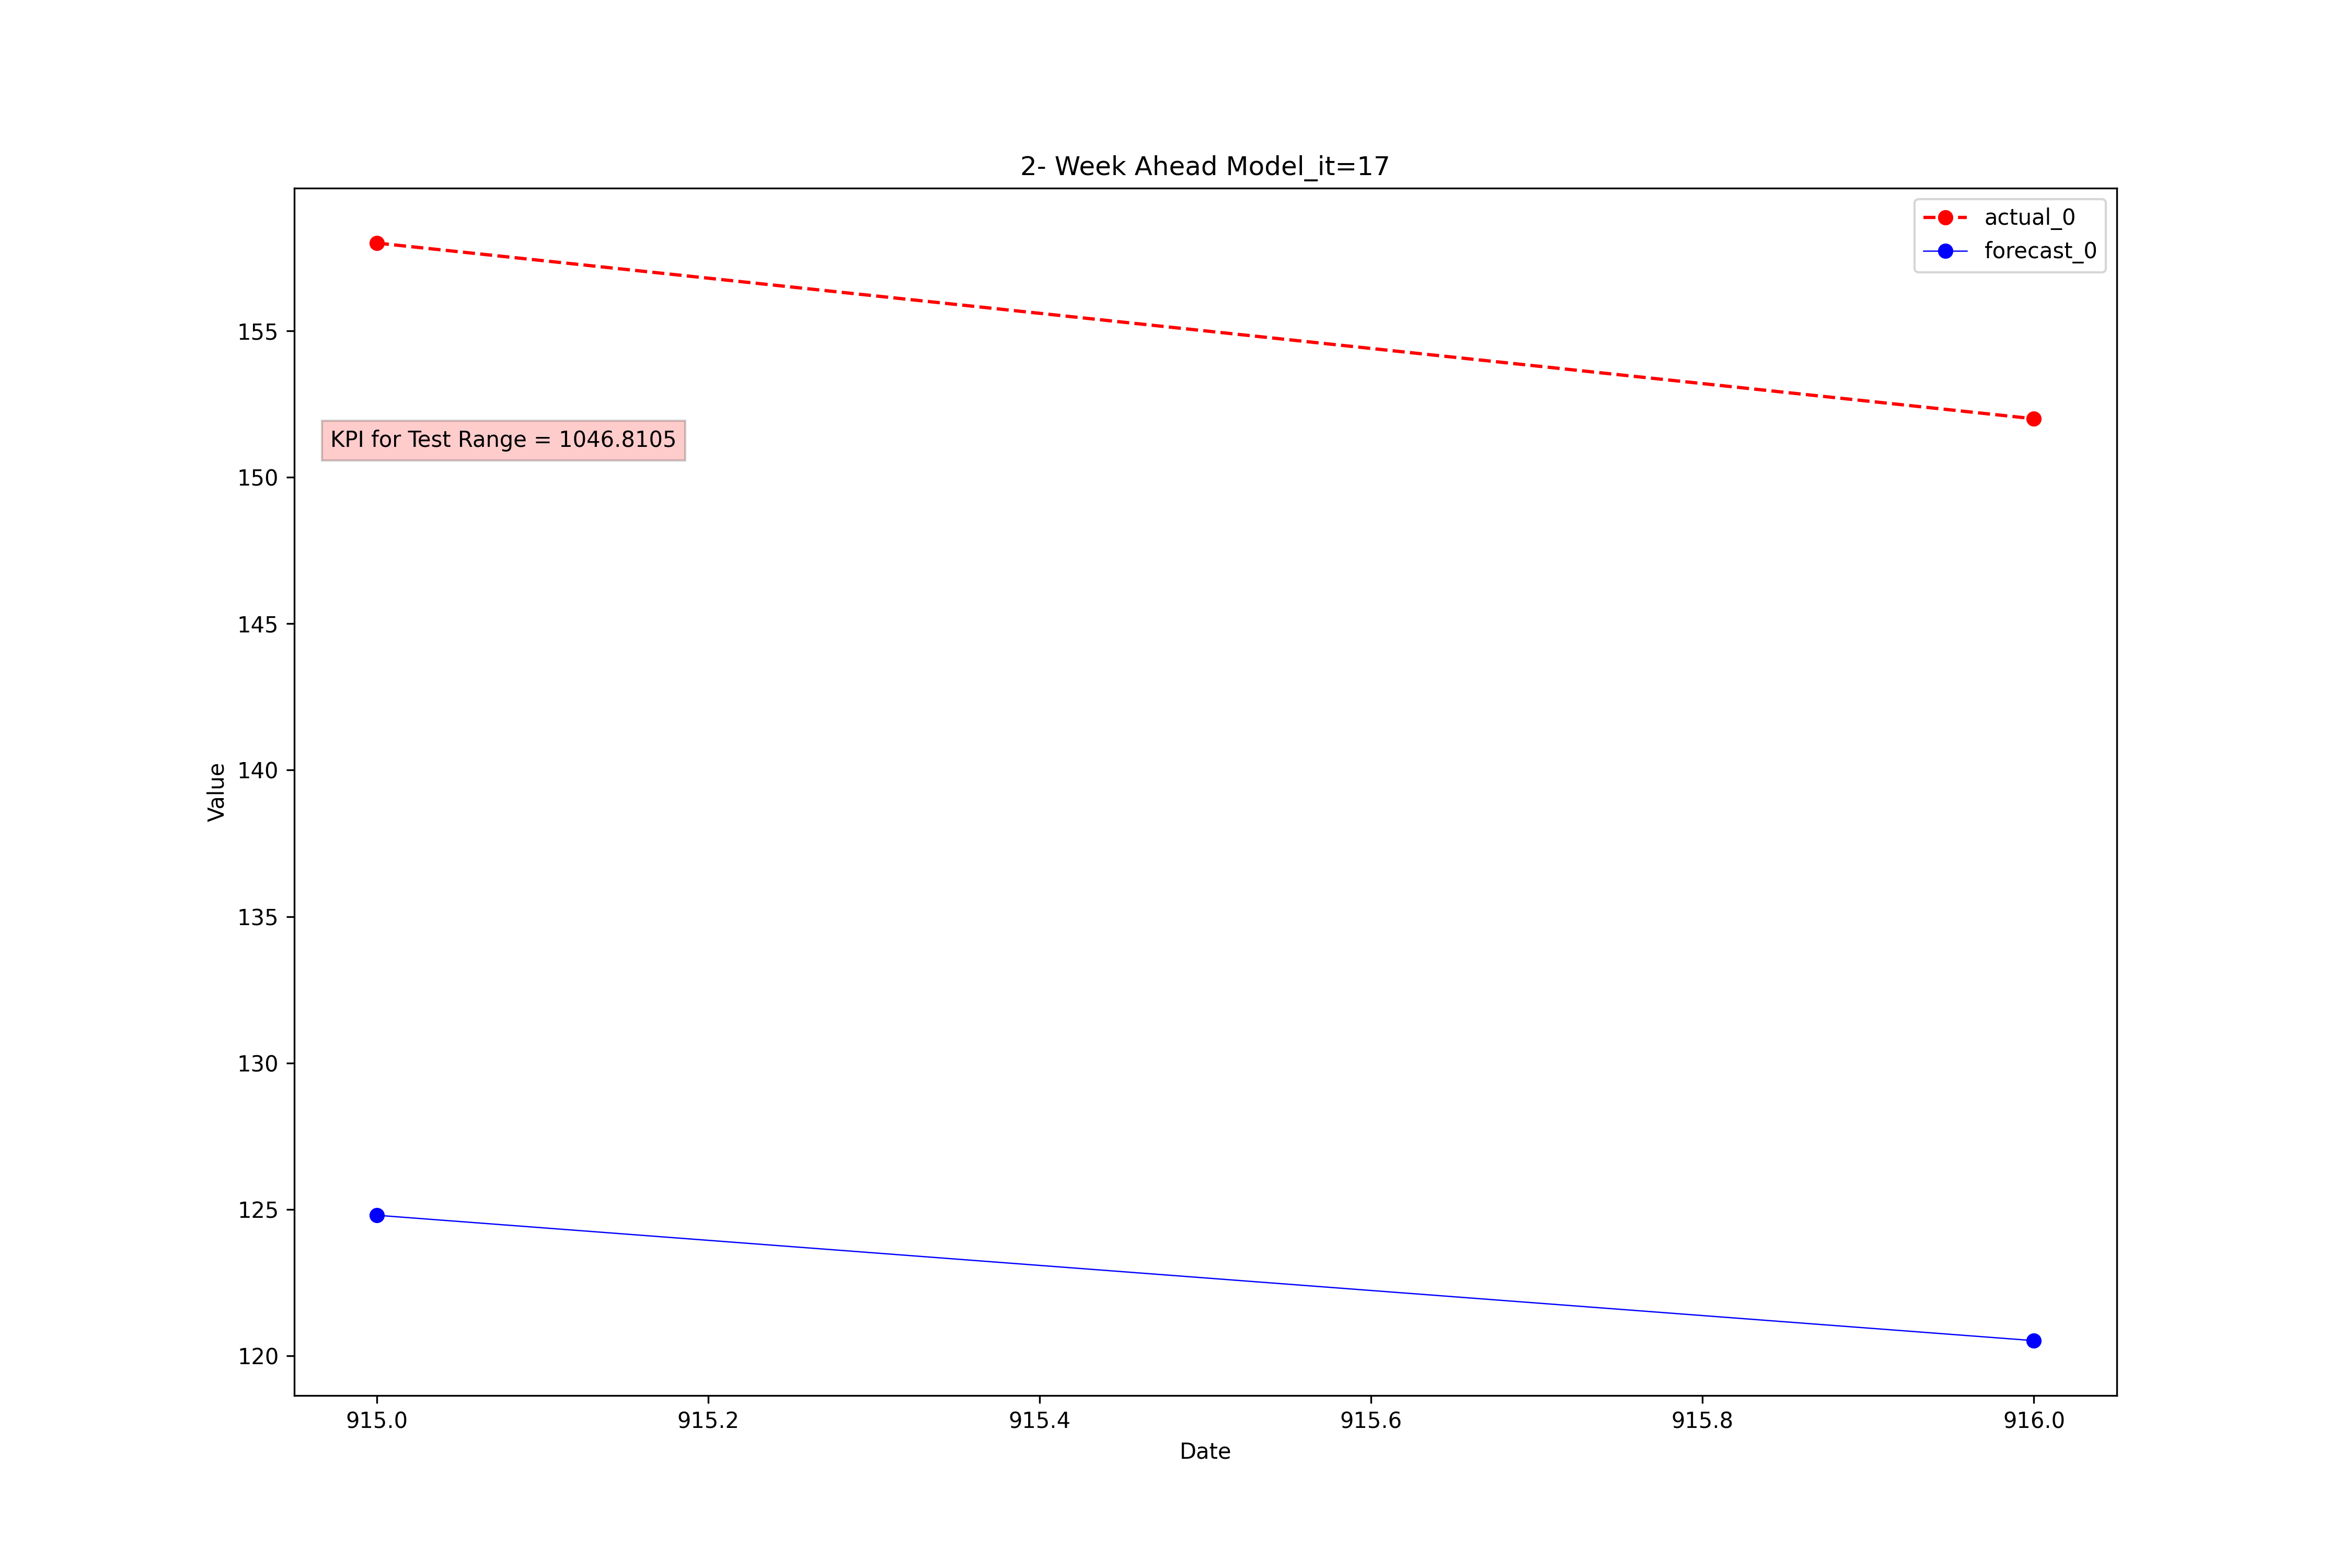 2- Week Ahead Model_it=17
actual_0
forecast_0
KPI for Test Range = 1046.8105
Value
155
150
145
140
135
130
125
120
915.0 915.2 915.4 915.6 915.8 916.0
Date